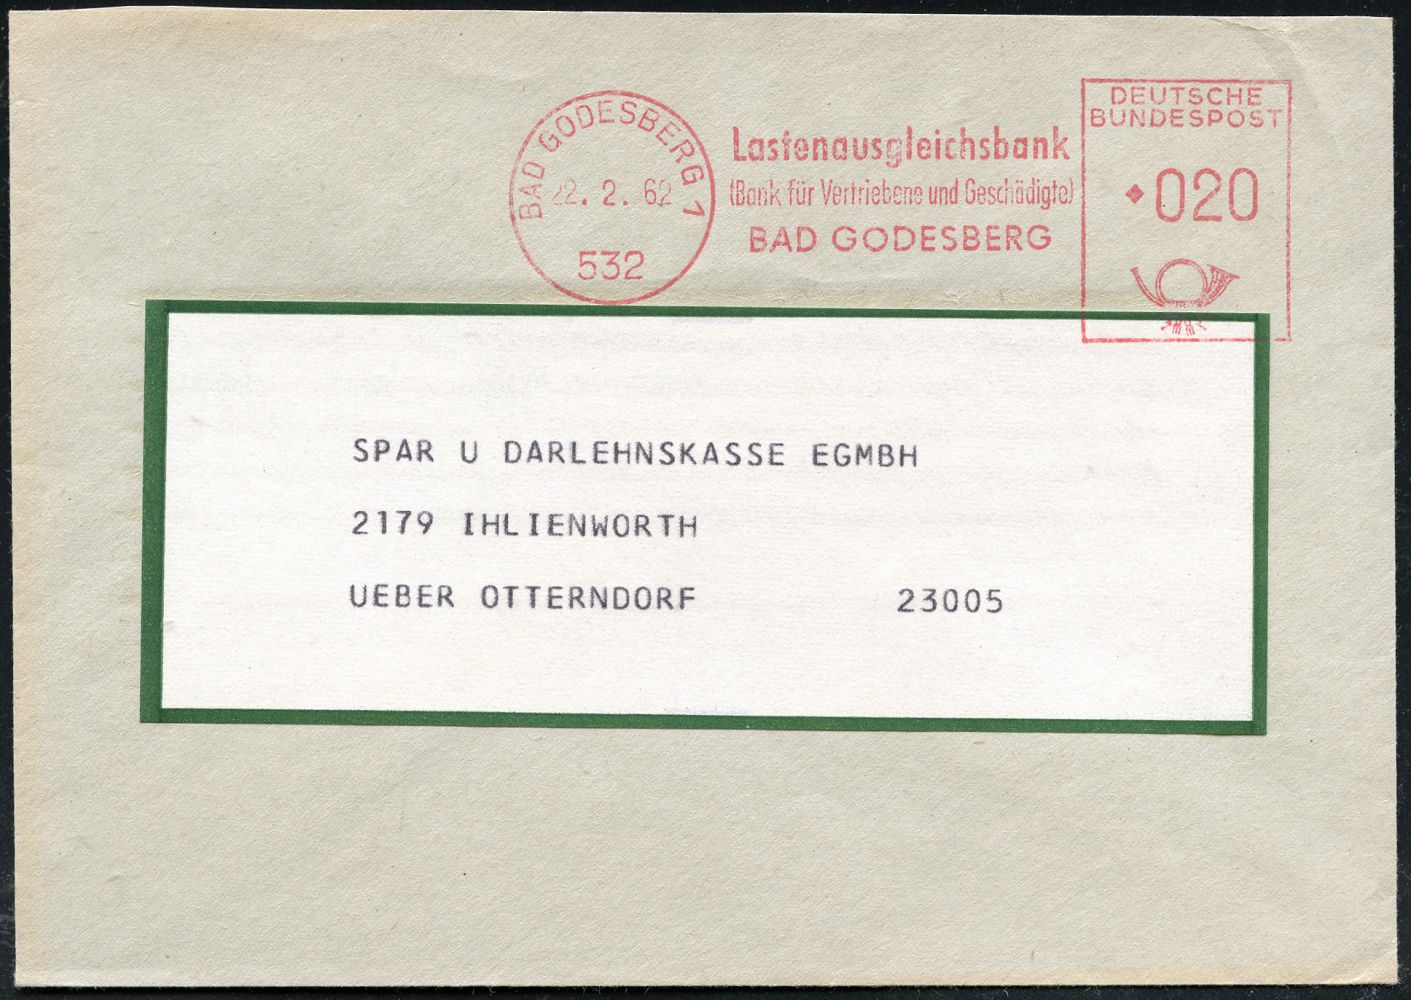 BAD GODESBERG 1
22. 2. 62
532
Lastenausgleichsbank
(Bank für Vertriebene und Geschädigte)
BAD GODESBERG
DEUTSCHE
BUNDESPOST
020
SPAR U DARLEHNSKASSE EGMBH
2179 IHLIENWORTH
UEBER OTTERNDORF 23005